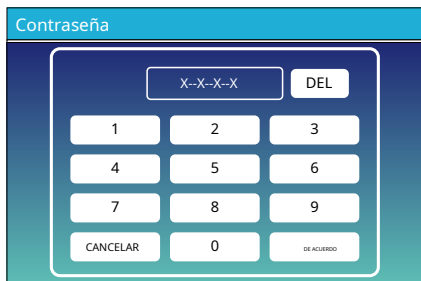 Contraseña
X--X--X--X DEL
1 2 3
4 5 6
7 8 9
CANCELAR 0 DE ACUERDO